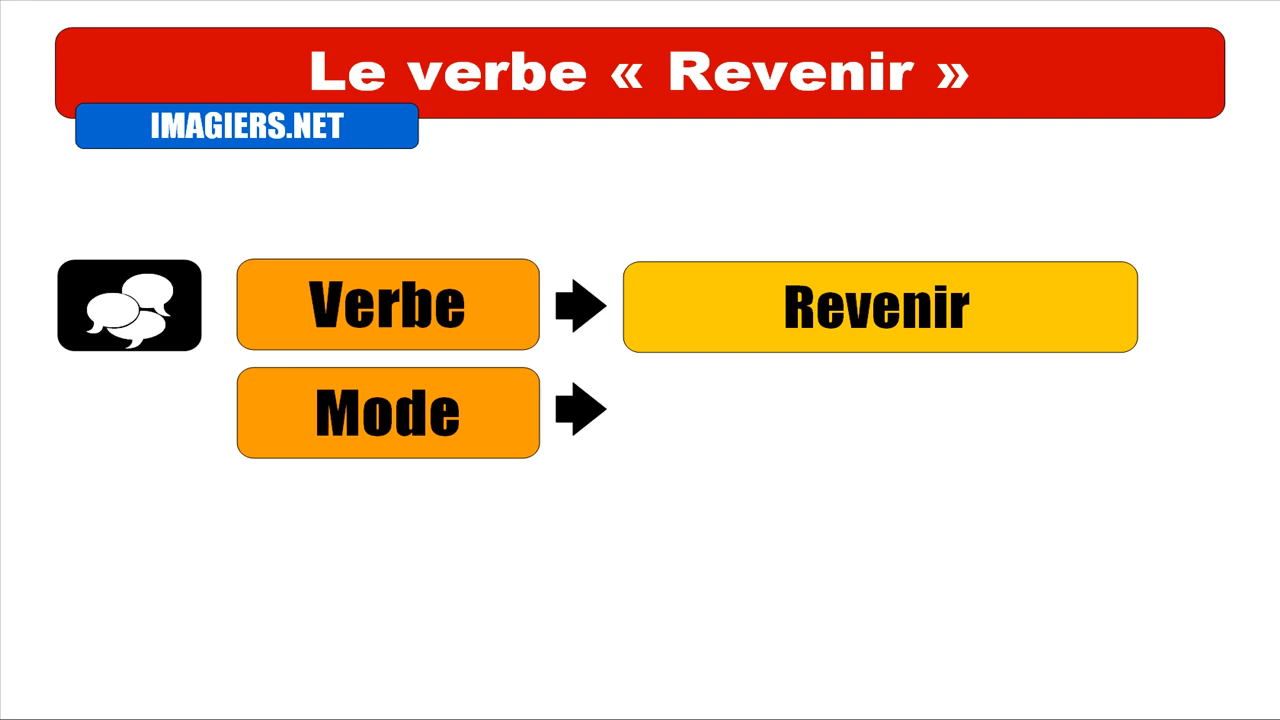 Le verbe « Revenir »
IMAGIERS.NET
Verbe
Revenir
Mode